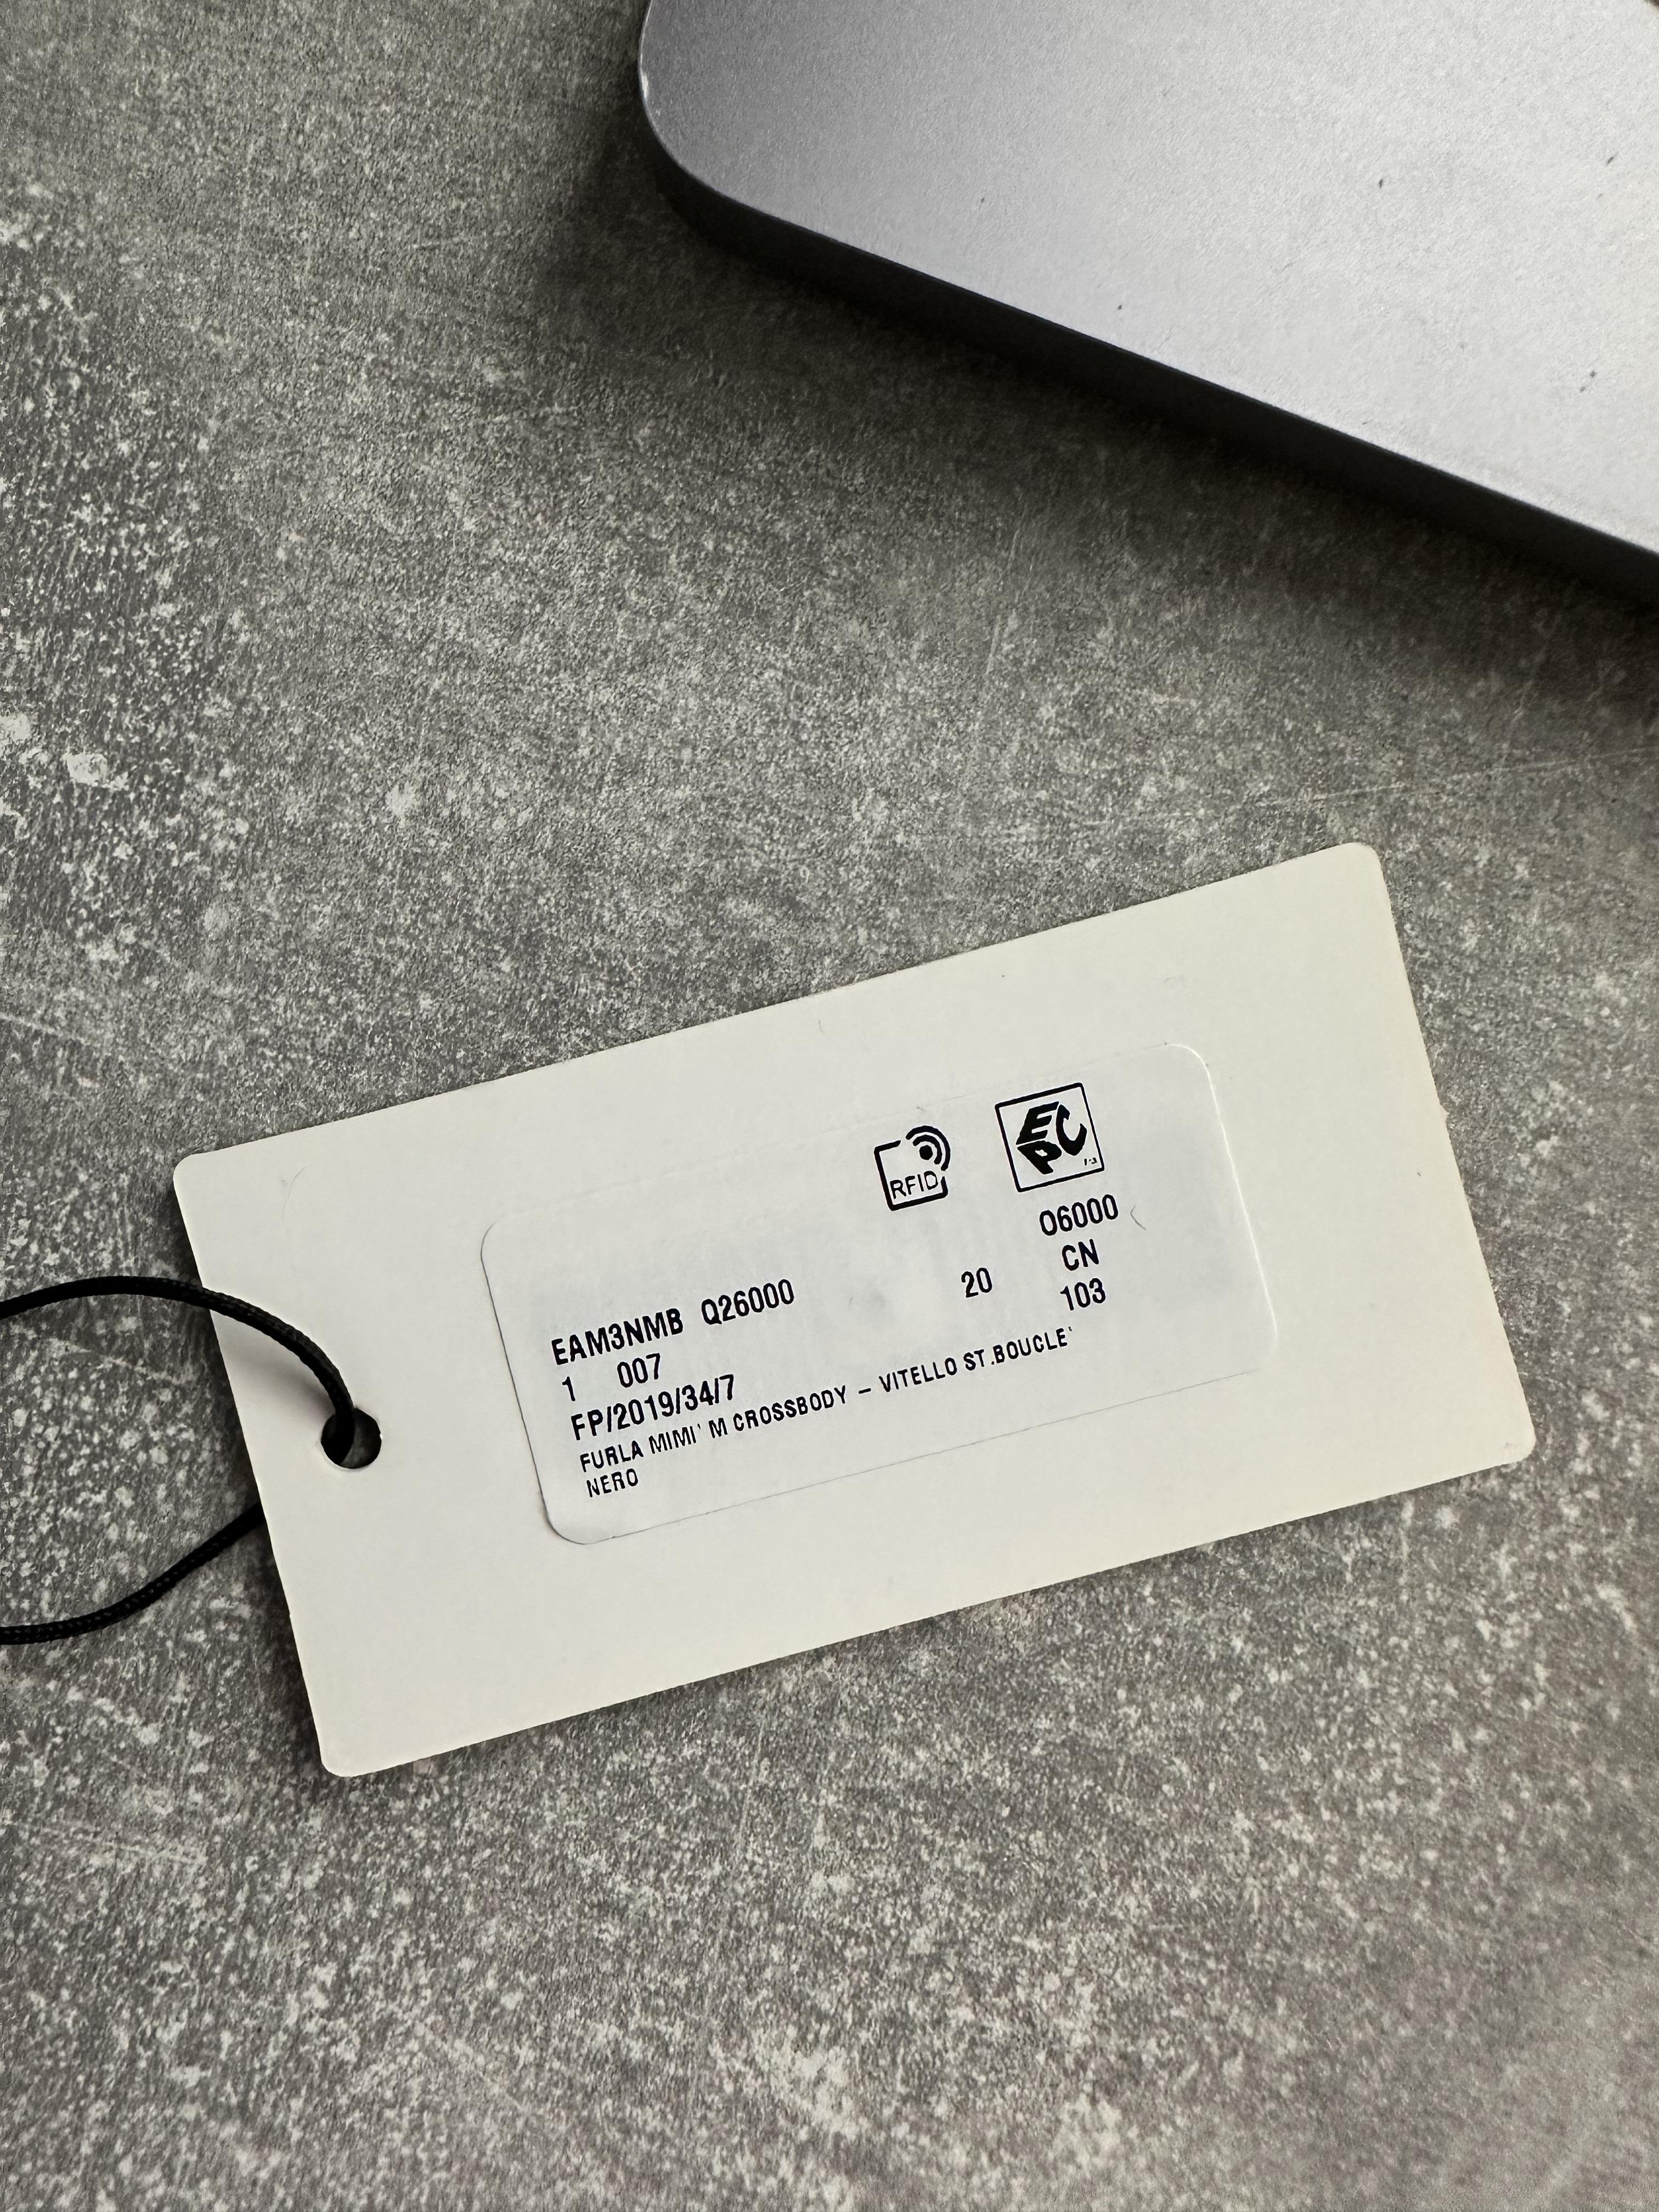 RFID
EPC
O6000
CN
EAM3NMB Q26000 20 103
1 007
FP/2019/34/7
FURLA MIMI' M CROSSBODY – VITELLO ST.BOUCLE'
NERO